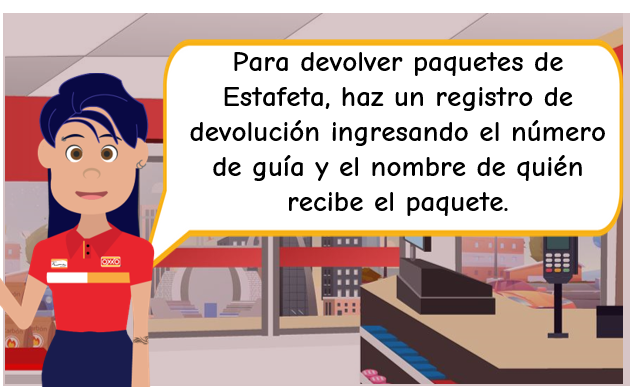 Para devolver paquetes de
Estafeta, haz un registro de
devolución ingresando el número
de guía y el nombre de quién
recibe el paquete.
OXXO